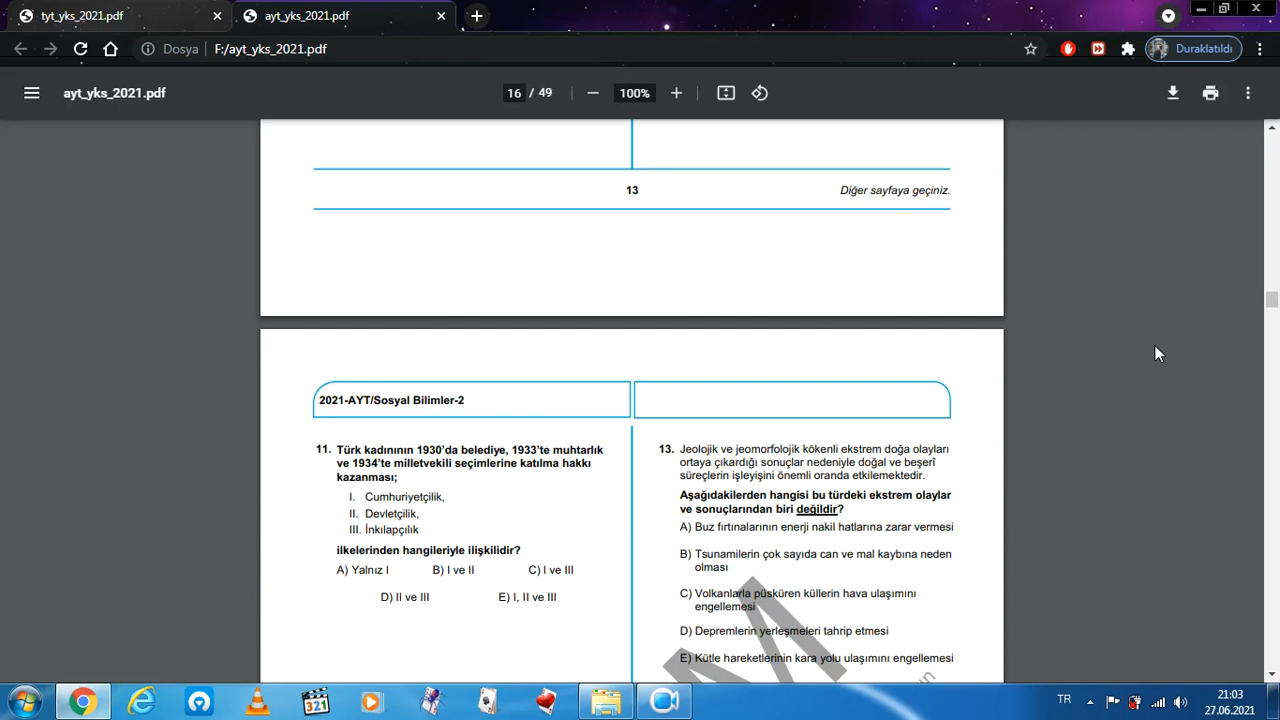 tyt_yks_2021.pdf
ayt_yks_2021.pdf
Dosya
F:/ayt_yks_2021.pdf
Duraklatıldı
ayt_yks_2021.pdf
16 / 49
100%
13
Diğer sayfaya geçiniz.
2021-AYT/Sosyal Bilimler-2
11. Türk kadınının 1930'da belediye, 1933'te muhtarlık
ve 1934'te milletvekili seçimlerine katılma hakkı
kazanması;
I. Cumhuriyetçilik,
II. Devletçilik,
III. İnkılapçılık
ilkelerinden hangileriyle ilişkilidir?
A) Yalnız I B) I ve II C) I ve III
D) II ve III E) I, II ve III
13. Jeolojik ve jeomorfolojik kökenli ekstrem doğa olayları
ortaya çıkardığı sonuçlar nedeniyle doğal ve beşerî
süreçlerin işleyişini önemli oranda etkilemektedir.
Aşağıdakilerden hangisi bu türdeki ekstrem olaylar
ve sonuçlarından biri değildir?
A) Buz fırtınalarının enerji nakil hatlarına zarar vermesi
B) Tsunamilerin çok sayıda can ve mal kaybına neden
olması
C) Volkanlarla püsküren küllerin hava ulaşımını
engellemesi
D) Depremlerin yerleşmeleri tahrip etmesi
E) Kütle hareketlerinin kara yolu ulaşımını engellemesi
M
un
321
TR
21:03
27.06.2021